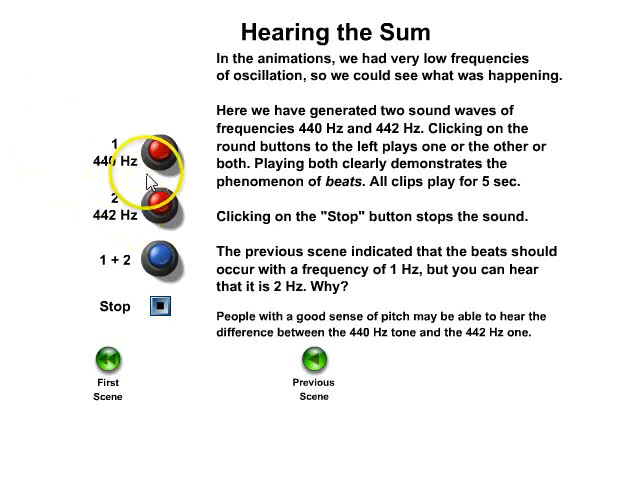 Hearing the Sum
In the animations, we had very low frequencies
of oscillation, so we could see what was happening.
Here we have generated two sound waves of
frequencies 440 Hz and 442 Hz. Clicking on the
round buttons to the left plays one or the other or
both. Playing both clearly demonstrates the
phenomenon of beats. All clips play for 5 sec.
Clicking on the "Stop" button stops the sound.
The previous scene indicated that the beats should
occur with a frequency of 1 Hz, but you can hear
that it is 2 Hz. Why?
People with a good sense of pitch may be able to hear the
difference between the 440 Hz tone and the 442 Hz one.
1
440 Hz
2
442 Hz
1 + 2
Stop
First
Scene
Previous
Scene